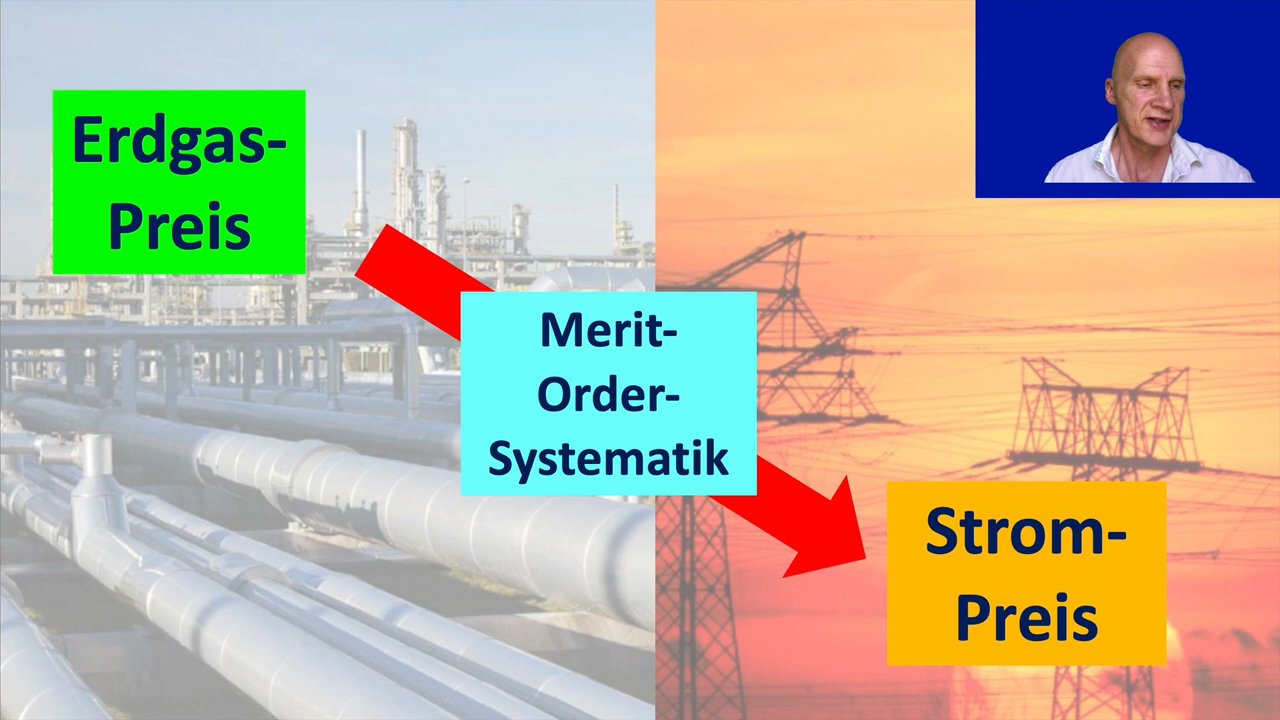 Erdgas-
Preis
Merit-
Order-
Systematik
Strom-
Preis